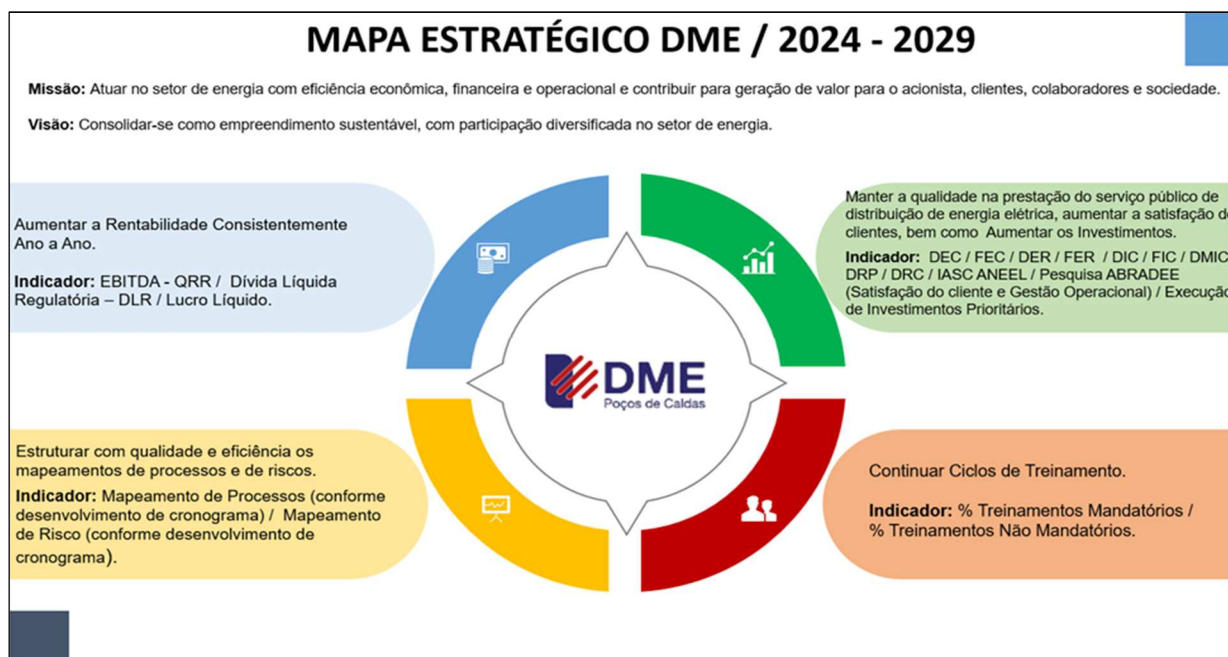 MAPA ESTRATÉGICO DME / 2024 - 2029
Missão: Atuar no setor de energia com eficiência econômica, financeira e operacional e contribuir para geração de valor para o acionista, clientes, colaboradores e sociedade.
Visão: Consolidar-se como empreendimento sustentável, com participação diversificada no setor de energia.
Aumentar a Rentabilidade Consistentemente
Ano a Ano.
Indicador: EBITDA - QRR / Dívida Líquida
Regulatória – DLR / Lucro Líquido.
Manter a qualidade na prestação do serviço público de
distribuição de energia elétrica, aumentar a satisfação de
clientes, bem como Aumentar os Investimentos.
Indicador: DEC / FEC / DER / FER / DIC / FIC / DMIC
DRP / DRC / IASC ANEEL / Pesquisa ABRADEE
(Satisfação do cliente e Gestão Operacional) / Execução
de Investimentos Prioritários.
DME
Poços de Caldas
Estruturar com qualidade e eficiência os
mapeamentos de processos e de riscos.
Indicador: Mapeamento de Processos (conforme
desenvolvimento de cronograma) / Mapeamento
de Risco (conforme desenvolvimento de
cronograma).
Continuar Ciclos de Treinamento.
Indicador: % Treinamentos Mandatórios /
% Treinamentos Não Mandatórios.